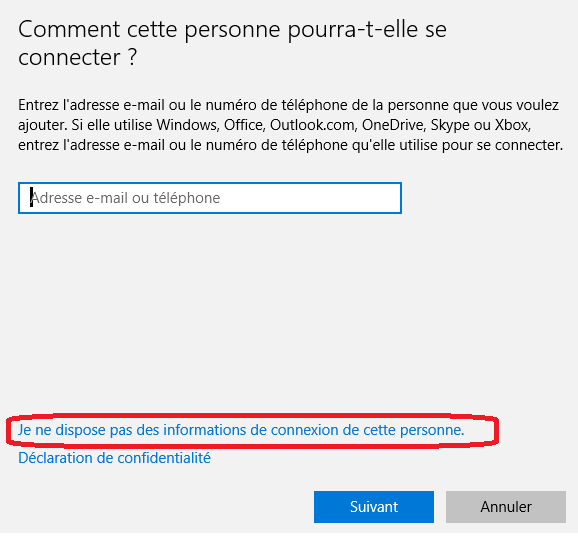 Comment cette personne pourra-t-elle se
connecter ?
Entrez l'adresse e-mail ou le numéro de téléphone de la personne que vous voulez
ajouter. Si elle utilise Windows, Office, Outlook.com, OneDrive, Skype ou Xbox,
entrez l'adresse e-mail ou le numéro de téléphone qu'elle utilise pour se connecter.
Adresse e-mail ou téléphone
Je ne dispose pas des informations de connexion de cette personne.
Déclaration de confidentialité
Suivant
Annuler